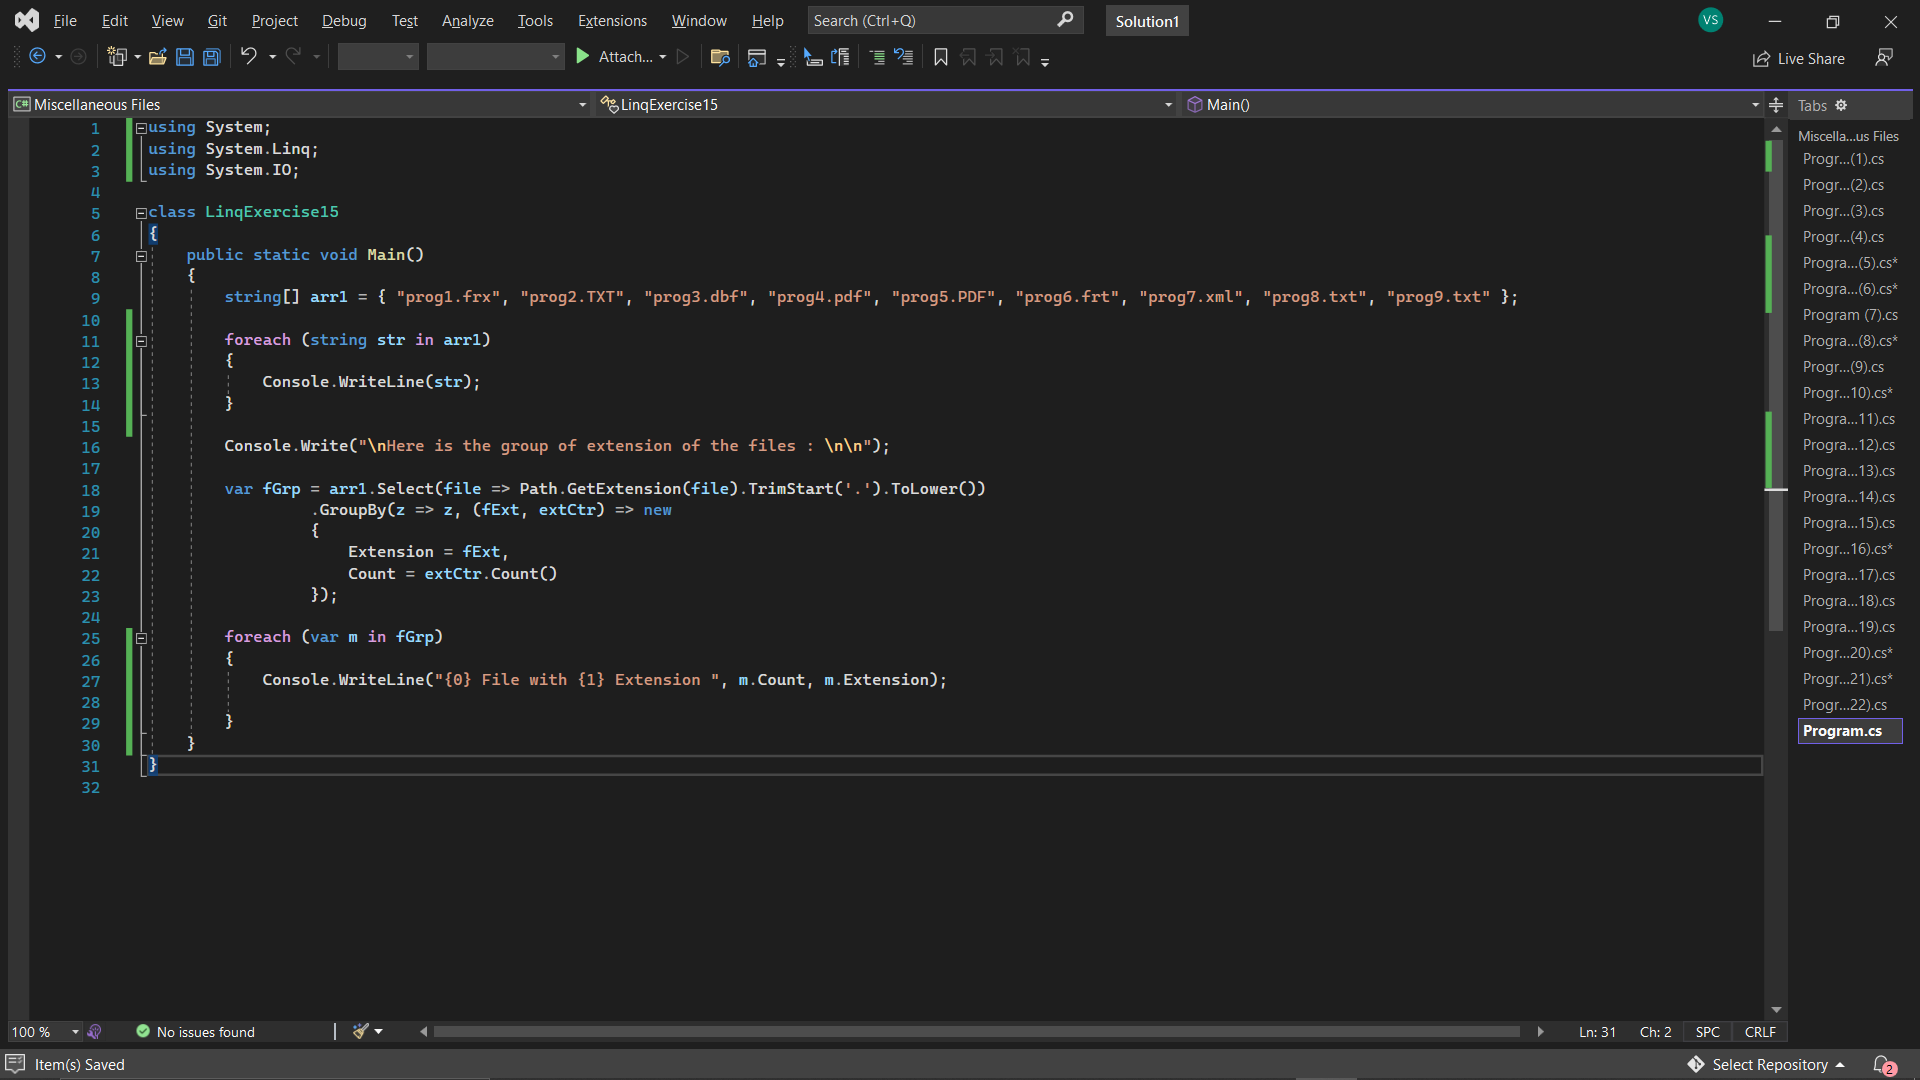 File Edit View Git Project Debug Test Analyze Tools Extensions Window Help Search (Ctrl+Q) Solution1 VS
Attach... Live Share
C# Miscellaneous Files LinqExercise15 Main() Tabs
1 using System;
2 using System.Linq;
3 using System.IO;
4
5 class LinqExercise15
6 {
7 public static void Main()
8 {
9 string[] arr1 = { "prog1.frx", "prog2.TXT", "prog3.dbf", "prog4.pdf", "prog5.PDF", "prog6.frt", "prog7.xml", "prog8.txt", "prog9.txt" };
10
11 foreach (string str in arr1)
12 {
13 Console.WriteLine(str);
14 }
15
16 Console.Write("\nHere is the group of extension of the files : \n\n");
17
18 var fGrp = arr1.Select(file => Path.GetExtension(file).TrimStart('.').ToLower())
19 .GroupBy(z => z, (fExt, extCtr) => new
20 {
21 Extension = fExt,
22 Count = extCtr.Count()
23 });
24
25 foreach (var m in fGrp)
26 {
27 Console.WriteLine("{0} File with {1} Extension ", m.Count, m.Extension);
28
29 }
30 }
31 }
32
Miscella...us Files
Progr...(1).cs
Progr...(2).cs
Progr...(3).cs
Progr...(4).cs
Progra...(5).cs*
Progra...(6).cs*
Program (7).cs
Progra...(8).cs*
Progr...(9).cs
Progr...10).cs*
Progra...11).cs
Progra...12).cs
Progra...13).cs
Progra...14).cs
Progra...15).cs
Progr...16).cs*
Progra...17).cs
Progra...18).cs
Progra...19).cs
Progr...20).cs*
Progr...21).cs*
Progr...22).cs
Program.cs
100 % No issues found Ln: 31 Ch: 2 SPC CRLF
Item(s) Saved Select Repository 2